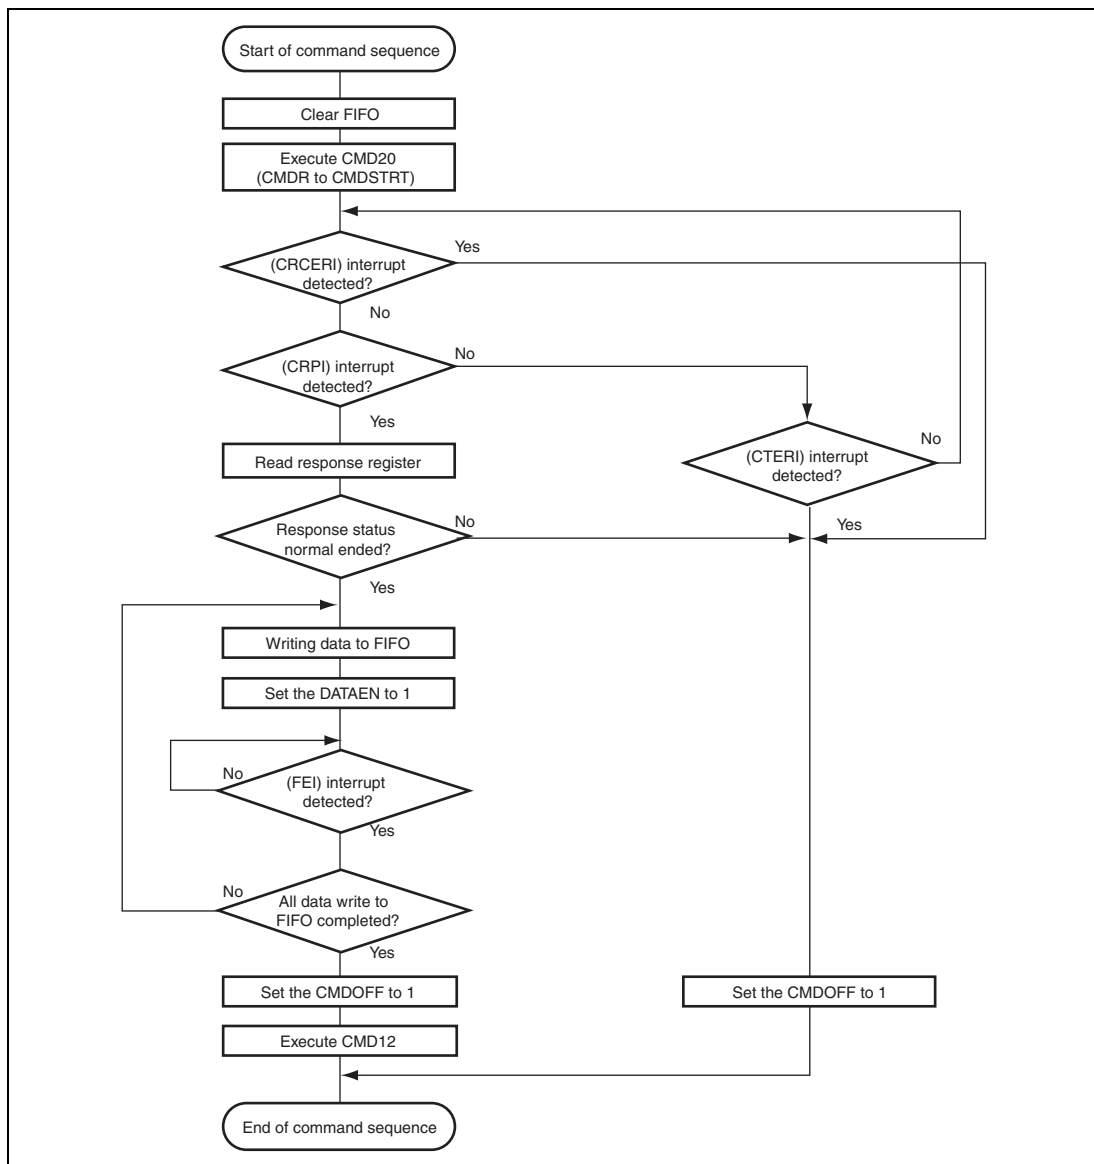 Start of command sequence
Clear FIFO
Execute CMD20
(CMDR to CMDSTRT)
(CRCERI) interrupt
detected?
Yes
No
(CRPI) interrupt
detected?
No
Yes
(CTERI) interrupt
detected?
No
Yes
Read response register
Response status
normal ended?
No
Yes
Writing data to FIFO
Set the DATAEN to 1
(FEI) interrupt
detected?
No
Yes
All data write to
FIFO completed?
No
Yes
Set the CMDOFF to 1
Set the CMDOFF to 1
Execute CMD12
End of command sequence